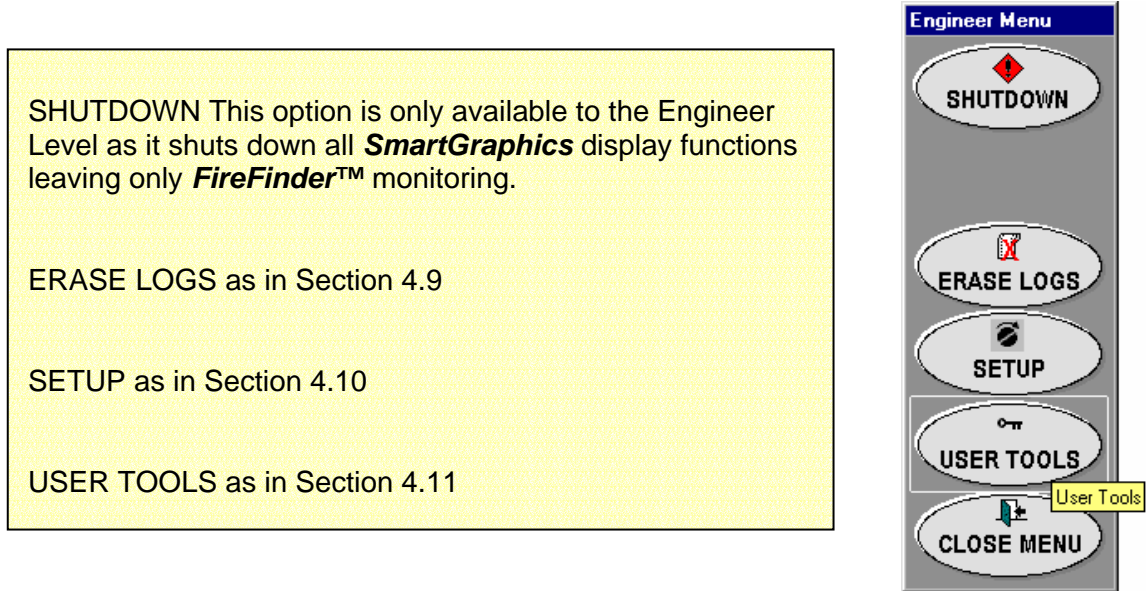 SHUTDOWN This option is only available to the Engineer
Level as it shuts down all SmartGraphics display functions
leaving only FireFinder™ monitoring.
ERASE LOGS as in Section 4.9
SETUP as in Section 4.10
USER TOOLS as in Section 4.11
Engineer Menu
SHUTDOWN
ERASE LOGS
SETUP
USER TOOLS
User Tools
CLOSE MENU